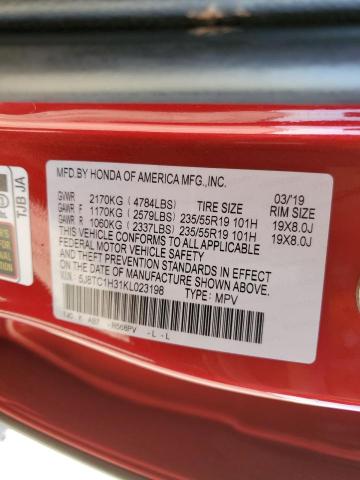 MFD.BY HONDA OF AMERICA MFG.,INC. 03/'19
GVWR 2170KG (4784LBS) TIRE SIZE RIM SIZE
GAWR F 1170KG (2579LBS) 235/55R19 101H 19X8.0J
GAWR R 1060KG (2337LBS) 235/55R19 101H 19X8.0J
THIS VEHICLE CONFORMS TO ALL APPLICABLE
FEDERAL MOTOR VEHICLE SAFETY
AND THEFT PREVENTION STANDARDS IN EFFECT
ON THE DATE OF MANUFACTURE SHOWN ABOVE.
V.I.N.: 5J8TC1H31KL023198 TYPE: MPV
TJC K AB7 R568PV - L - L
TJB JA